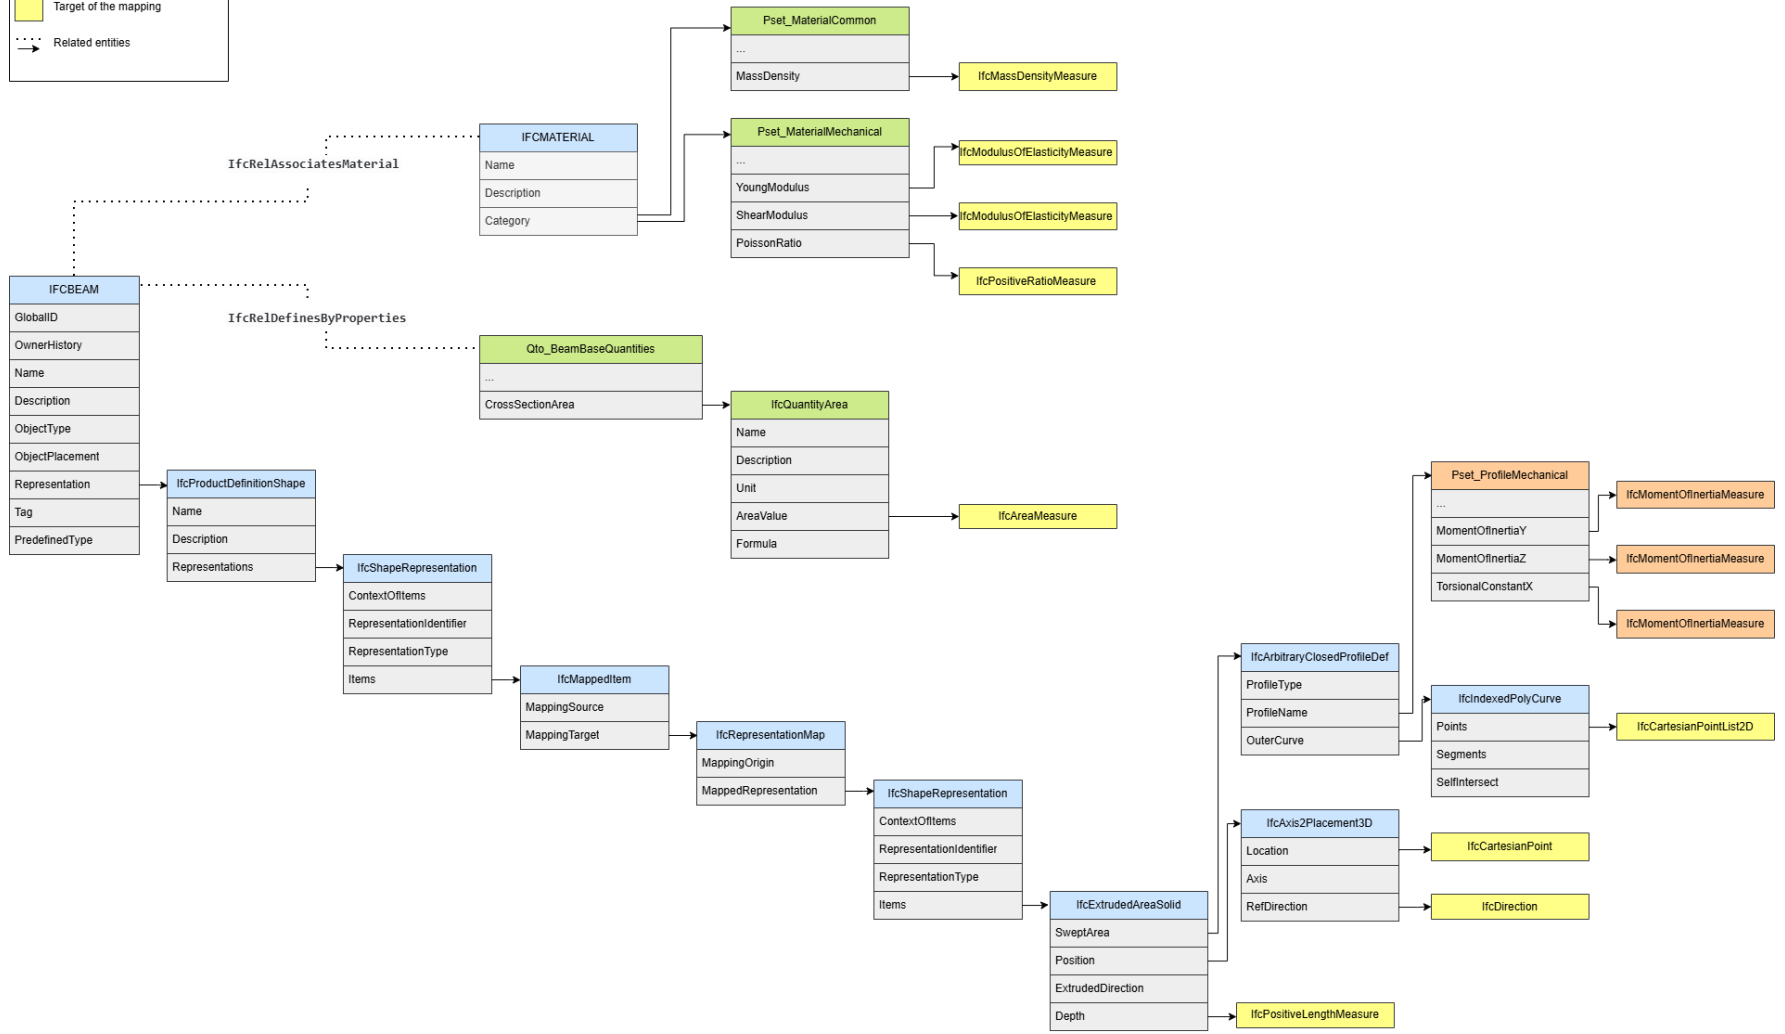 Target of the mapping
Related entities
Pset_MaterialCommon
...
MassDensity
IfcMassDensityMeasure
IFCMATERIAL
Name
Description
Category
IfcRelAssociatesMaterial
Pset_MaterialMechanical
...
YoungModulus
ShearModulus
PoissonRatio
IfcModulusOfElasticityMeasure
IfcModulusOfElasticityMeasure
IfcPositiveRatioMeasure
IFCBEAM
GlobalID
OwnerHistory
Name
Description
ObjectType
ObjectPlacement
Representation
Tag
PredefinedType
IfcRelDefinesByProperties
Qto_BeamBaseQuantities
...
CrossSectionArea
IfcQuantityArea
Name
Description
Unit
AreaValue
Formula
IfcAreaMeasure
IfcProductDefinitionShape
Name
Description
Representations
IfcShapeRepresentation
ContextOfItems
RepresentationIdentifier
RepresentationType
Items
IfcMappedItem
MappingSource
MappingTarget
IfcRepresentationMap
MappingOrigin
MappedRepresentation
IfcShapeRepresentation
ContextOfItems
RepresentationIdentifier
RepresentationType
Items
IfcExtrudedAreaSolid
SweptArea
Position
ExtrudedDirection
Depth
IfcPositiveLengthMeasure
IfcArbitraryClosedProfileDef
ProfileType
ProfileName
OuterCurve
IfcAxis2Placement3D
Location
Axis
RefDirection
IfcCartesianPoint
IfcDirection
Pset_ProfileMechanical
...
MomentOfInertiaY
MomentOfInertiaZ
TorsionalConstantX
IfcMomentOfInertiaMeasure
IfcMomentOfInertiaMeasure
IfcMomentOfInertiaMeasure
IfcIndexedPolyCurve
Points
Segments
SelfIntersect
IfcCartesianPointList2D